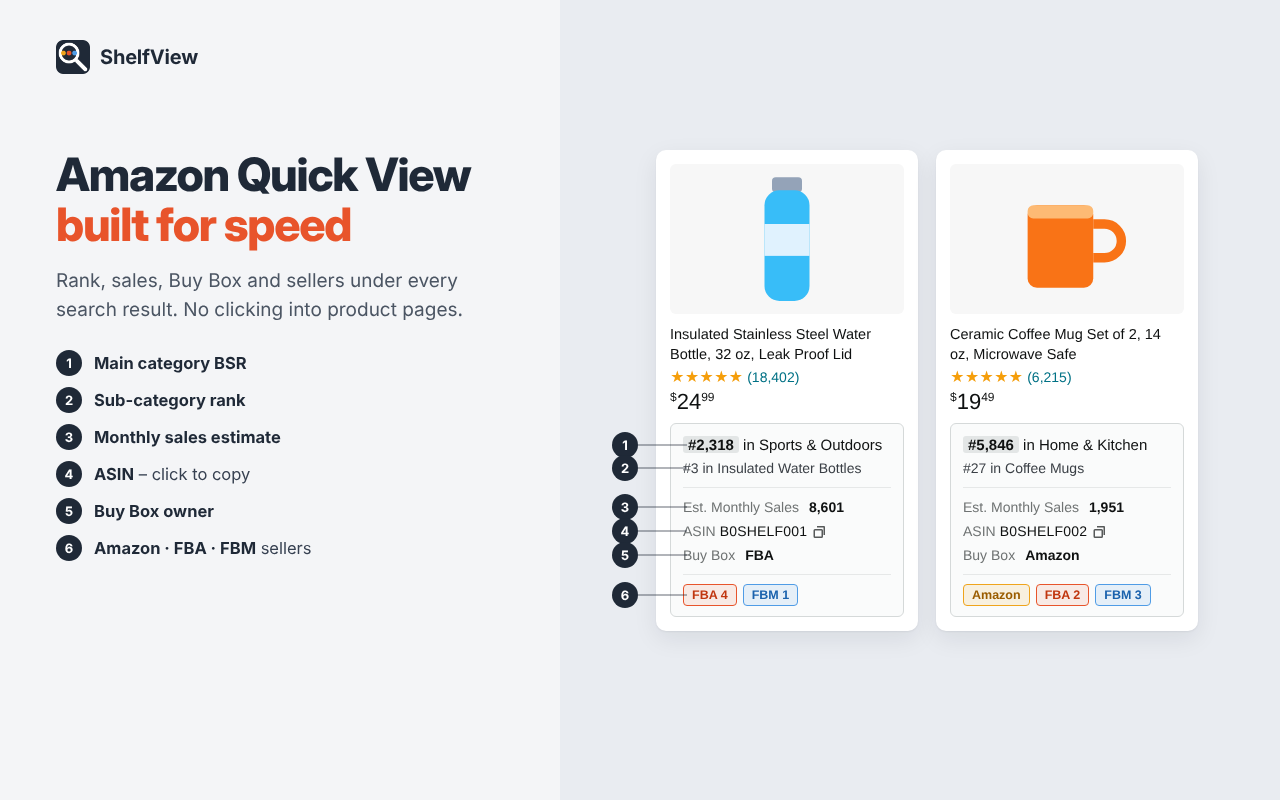 ShelfView
Amazon Quick View
built for speed
Rank, sales, Buy Box and sellers under every
search result. No clicking into product pages.
1 Main category BSR
2 Sub-category rank
3 Monthly sales estimate
4 ASIN – click to copy
5 Buy Box owner
6 Amazon · FBA · FBM sellers
Insulated Stainless Steel Water
Bottle, 32 oz, Leak Proof Lid
★★★★★ (18,402)
$2499
1 #2,318 in Sports & Outdoors
2 #3 in Insulated Water Bottles
3 Est. Monthly Sales 8,601
4 ASIN B0SHELF001
5 Buy Box FBA
6 FBA 4 FBM 1
Ceramic Coffee Mug Set of 2, 14
oz, Microwave Safe
★★★★★ (6,215)
$1949
#5,846 in Home & Kitchen
#27 in Coffee Mugs
Est. Monthly Sales 1,951
ASIN B0SHELF002
Buy Box Amazon
Amazon FBA 2 FBM 3